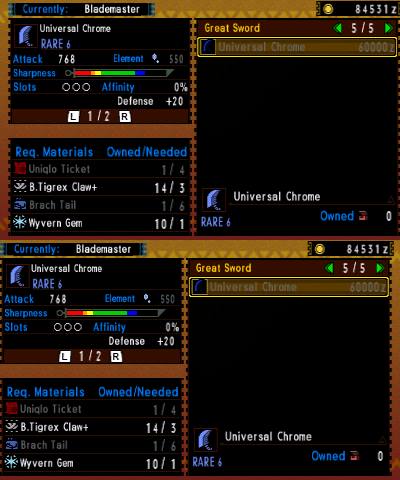 Currently: Blademaster
84531z
Universal Chrome
RARE 6
Attack 768 Element 550
Sharpness
Slots ○○○ Affinity 0%
Defense +20
L 1/2 R
Great Sword 5/5
Universal Chrome 60000z
Req. Materials Owned/Needed
Uniqlo Ticket 1/4
B.Tigrex Claw+ 14/3
Brach Tail 1/6
Wyvern Gem 10/1
Universal Chrome
RARE 6 Owned 0
Currently: Blademaster
84531z
Universal Chrome
RARE 6
Attack 768 Element 550
Sharpness
Slots ○○○ Affinity 0%
Defense +20
L 1/2 R
Great Sword 5/5
Universal Chrome 60000z
Req. Materials Owned/Needed
Uniqlo Ticket 1/4
B.Tigrex Claw+ 14/3
Brach Tail 1/6
Wyvern Gem 10/1
Universal Chrome
RARE 6 Owned 0